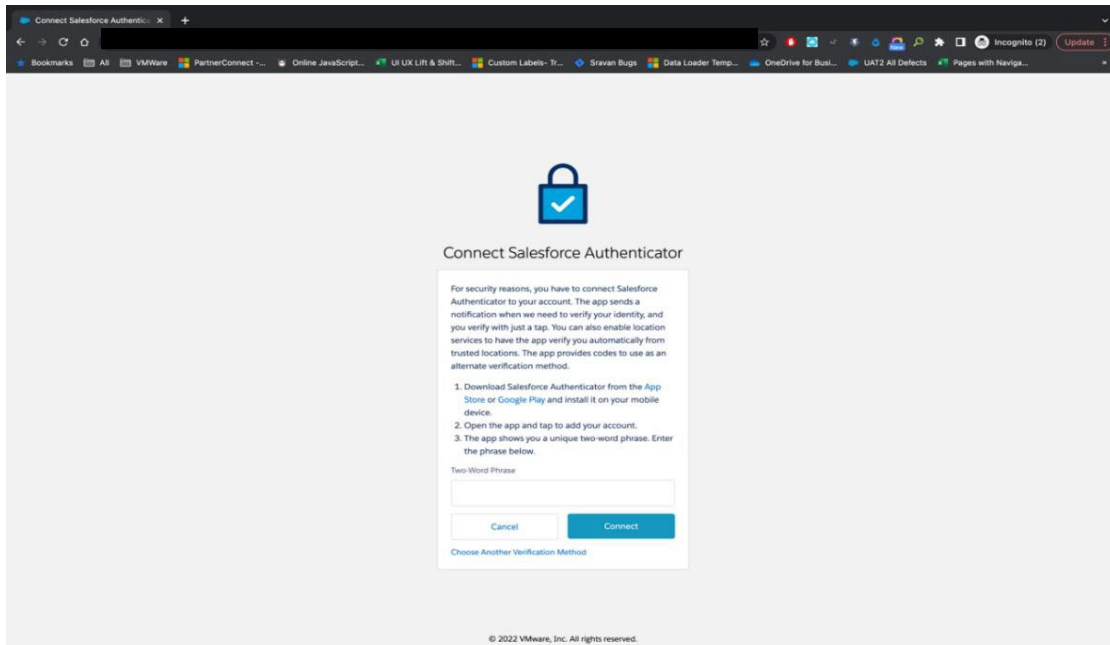 Connect Salesforce Authentic
Incognito (2)
Update
Bookmarks
All
VMWare
PartnerConnect -...
Online JavaScript...
UI UX Lift & Shift...
Custom Labels- Tr...
Sravan Bugs
Data Loader Temp...
OneDrive for Busi...
UAT2 All Defects
Pages with Naviga...
Connect Salesforce Authenticator
For security reasons, you have to connect Salesforce
Authenticator to your account. The app sends a
notification when we need to verify your identity, and
you verify with just a tap. You can also enable location
services to have the app verify you automatically from
trusted locations. The app provides codes to use as an
alternate verification method.
1. Download Salesforce Authenticator from the App
Store or Google Play and install it on your mobile
device.
2. Open the app and tap to add your account.
3. The app shows you a unique two-word phrase. Enter
the phrase below.
Two-Word Phrase
Cancel
Connect
Choose Another Verification Method
© 2022 VMware, Inc. All rights reserved.